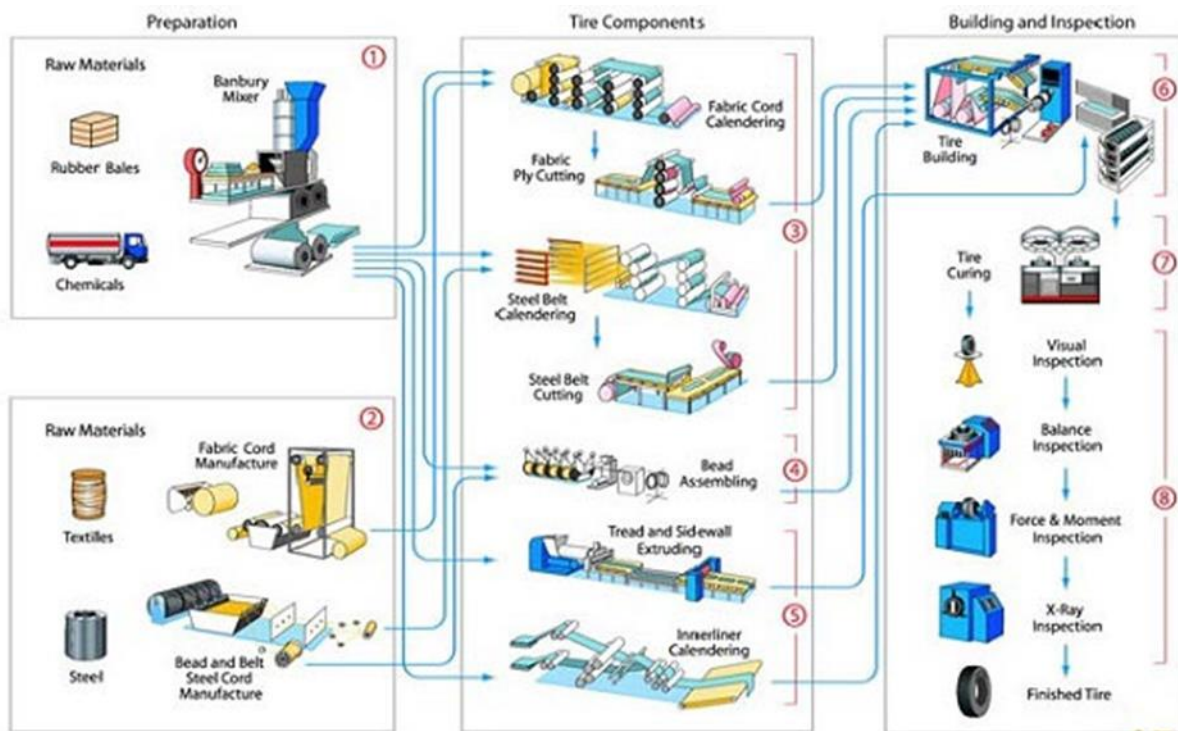 Preparation
Tire Components
Building and Inspection
Raw Materials
①
Banbury
Mixer
Rubber Bales
Chemicals
Raw Materials
②
Fabric Cord
Manufacture
Textilles
Steel
Bead and Belt
Steel Cord
Manufacture
Fabric Cord
Calendering
Fabric
Ply Cutting
③
Steel Belt
Calendering
Steel Belt
Cutting
Bead
Assembling
④
Tread and Sidewall
Extruding
Innerliner
Calendering
⑤
Tire
Building
⑥
Tire
Curing
⑦
Visual
Inspection
Balance
Inspection
Force & Moment
Inspection
⑧
X-Ray
Inspection
Finished Tire